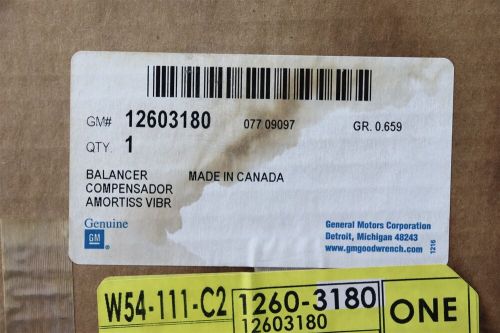 GM# 12603180 077 09097 GR. 0.659
QTY. 1
BALANCER MADE IN CANADA
COMPENSADOR
AMORTISS VIBR
Genuine
GM
General Motors Corporation
Detroit, Michigan 48243
www.gmgoodwrench.com
1216
W54-111-C2 1260-3180 ONE
12603180